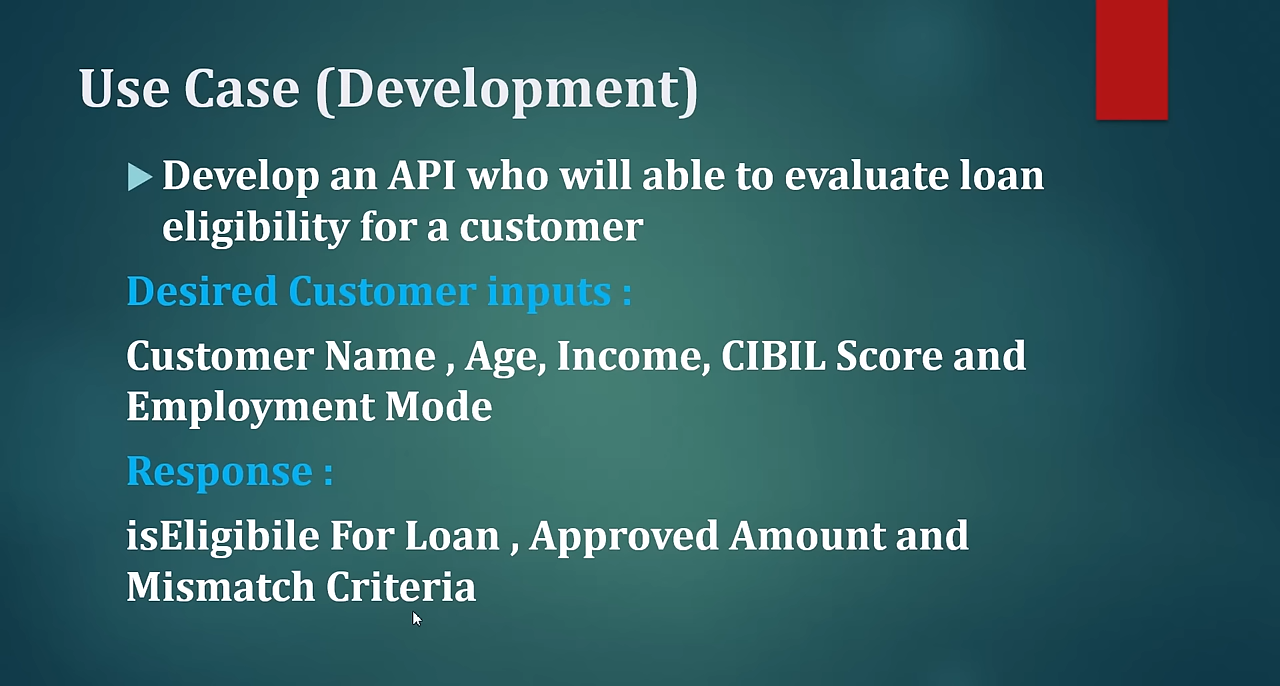 Use Case (Development)
Develop an API who will able to evaluate loan
eligibility for a customer
Desired Customer inputs :
Customer Name , Age, Income, CIBIL Score and
Employment Mode
Response :
isEligibile For Loan , Approved Amount and
Mismatch Criteria